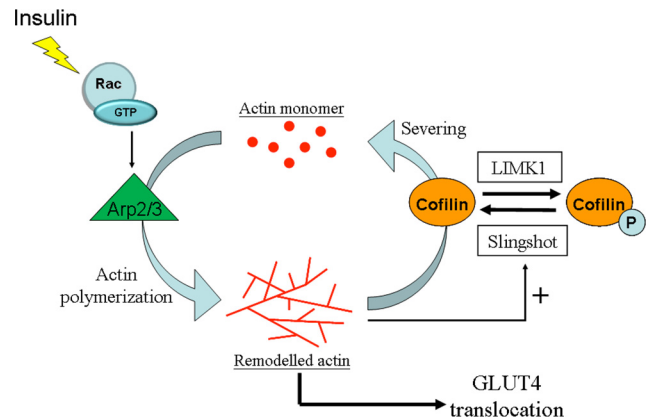 Insulin
Rac
GTP
Arp2/3
Actin
polymerization
Actin monomer
Severing
LIMK1
Cofilin
Cofilin
P
Slingshot
+
Remodelled actin
GLUT4
translocation